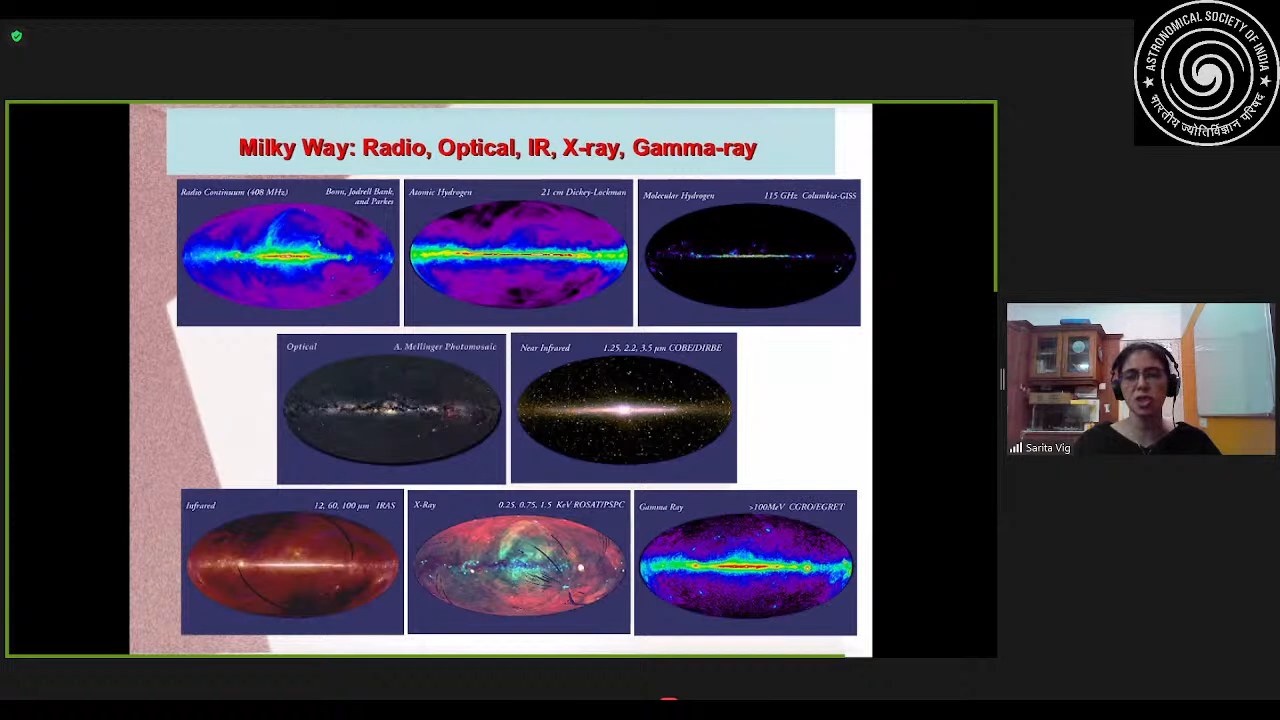 ASTRONOMICAL SOCIETY OF INDIA
भारतीय ज्योतिर्विज्ञान परिषद
Milky Way: Radio, Optical, IR, X-ray, Gamma-ray
Radio Continuum (408 MHz)
Bonn, Jodrell Bank,
and Parkes
Atomic Hydrogen
21 cm Dickey-Lockman
Molecular Hydrogen
115 GHz Columbia-GISS
Optical
A. Mellinger Photomosaic
Near Infrared
1.25, 2.2, 3.5 µm COBE/DIRBE
Infrared
12, 60, 100 µm IRAS
X-Ray
0.25, 0.75, 1.5 KeV ROSAT/PSPC
Gamma Ray
>100MeV CGRO/EGRET
Sarita Vig